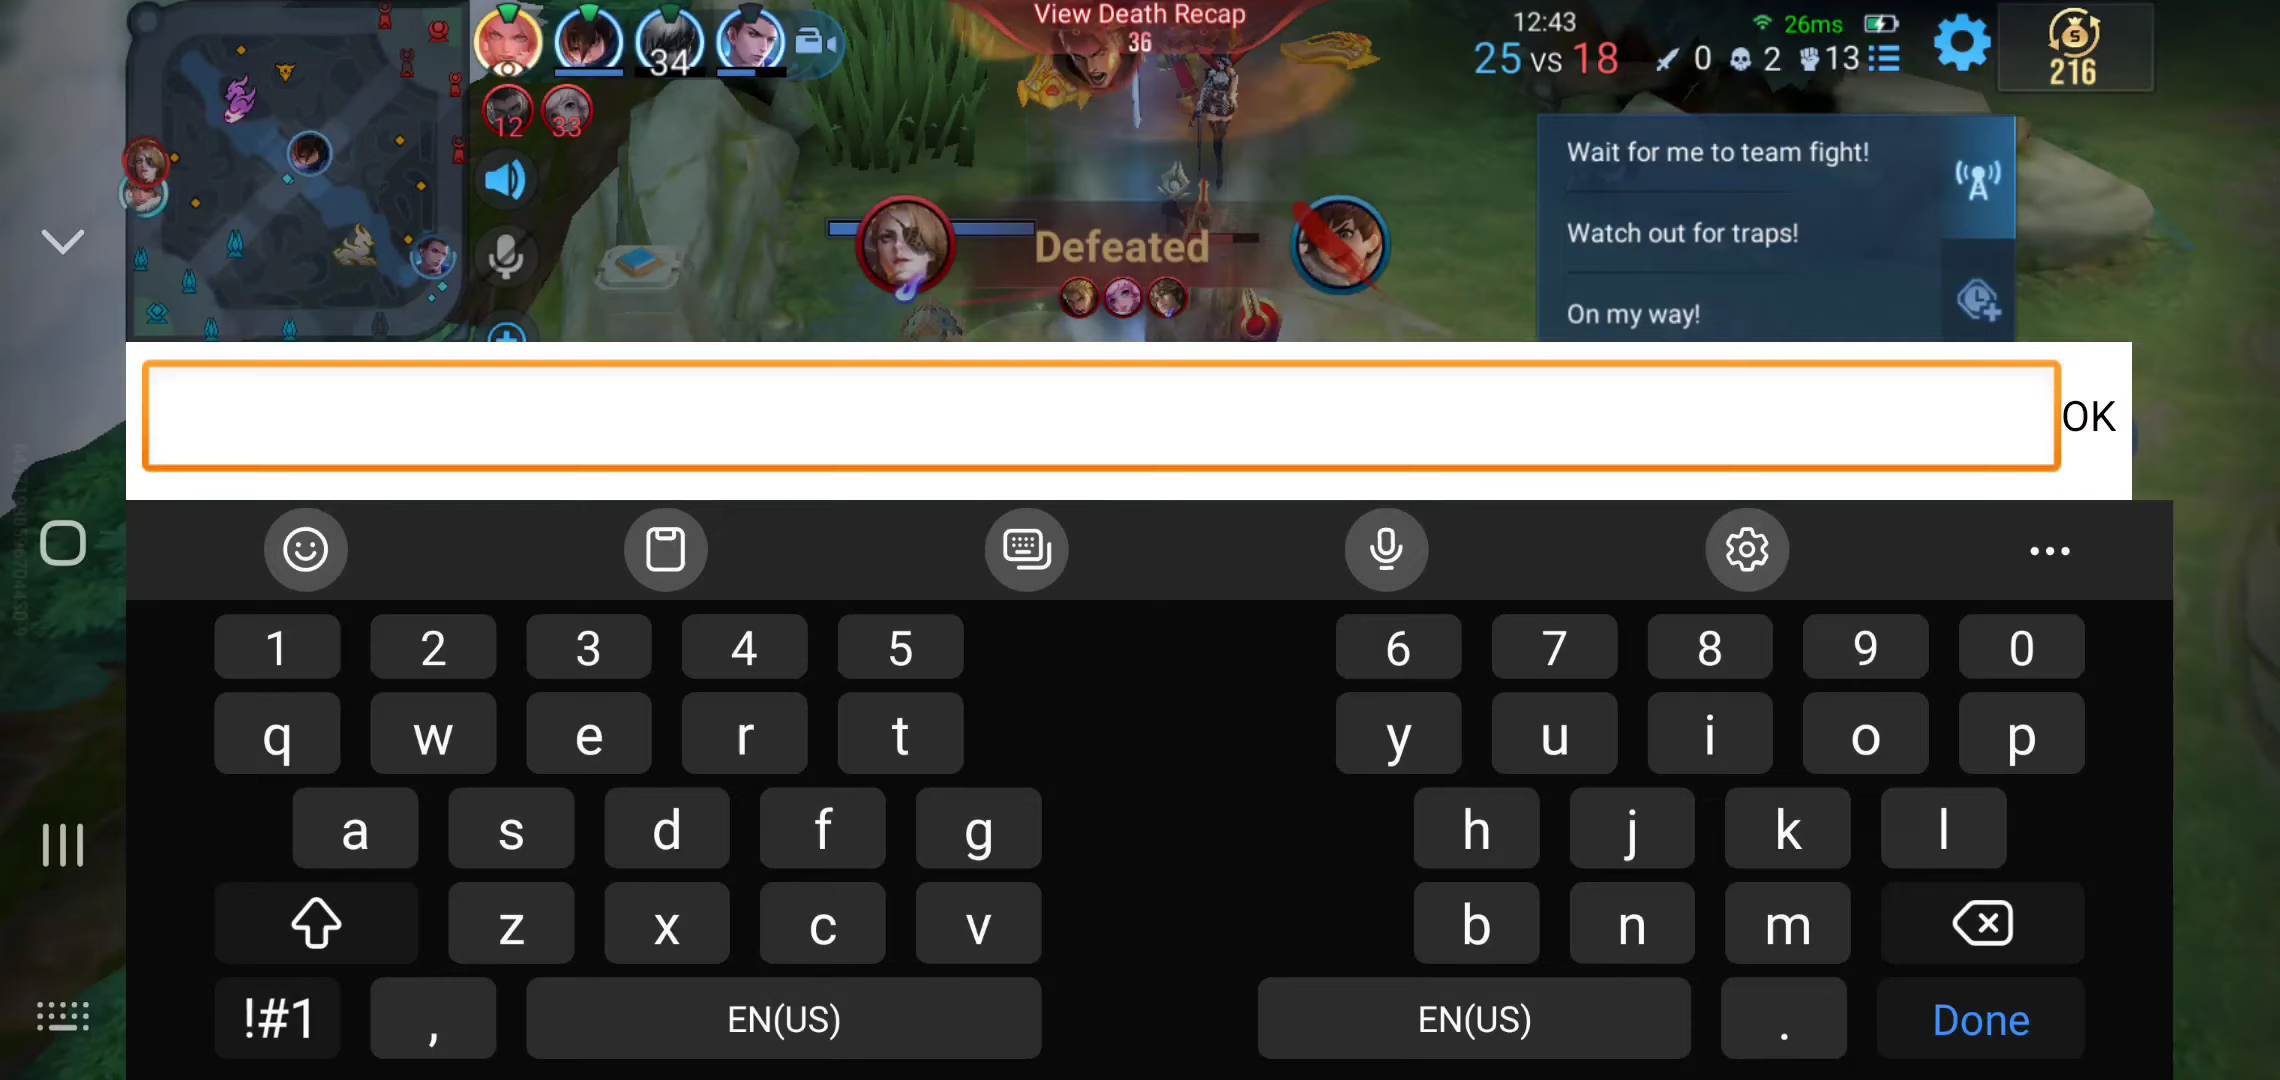 View Death Recap
36
12:43
26ms
25 vs 18
0
2
13
216
34
12
33
Wait for me to team fight!
Watch out for traps!
On my way!
Defeated
OK
1 2 3 4 5 6 7 8 9 0
q w e r t y u i o p
a s d f g h j k l
z x c v b n m
!#1 , EN(US) EN(US) . Done